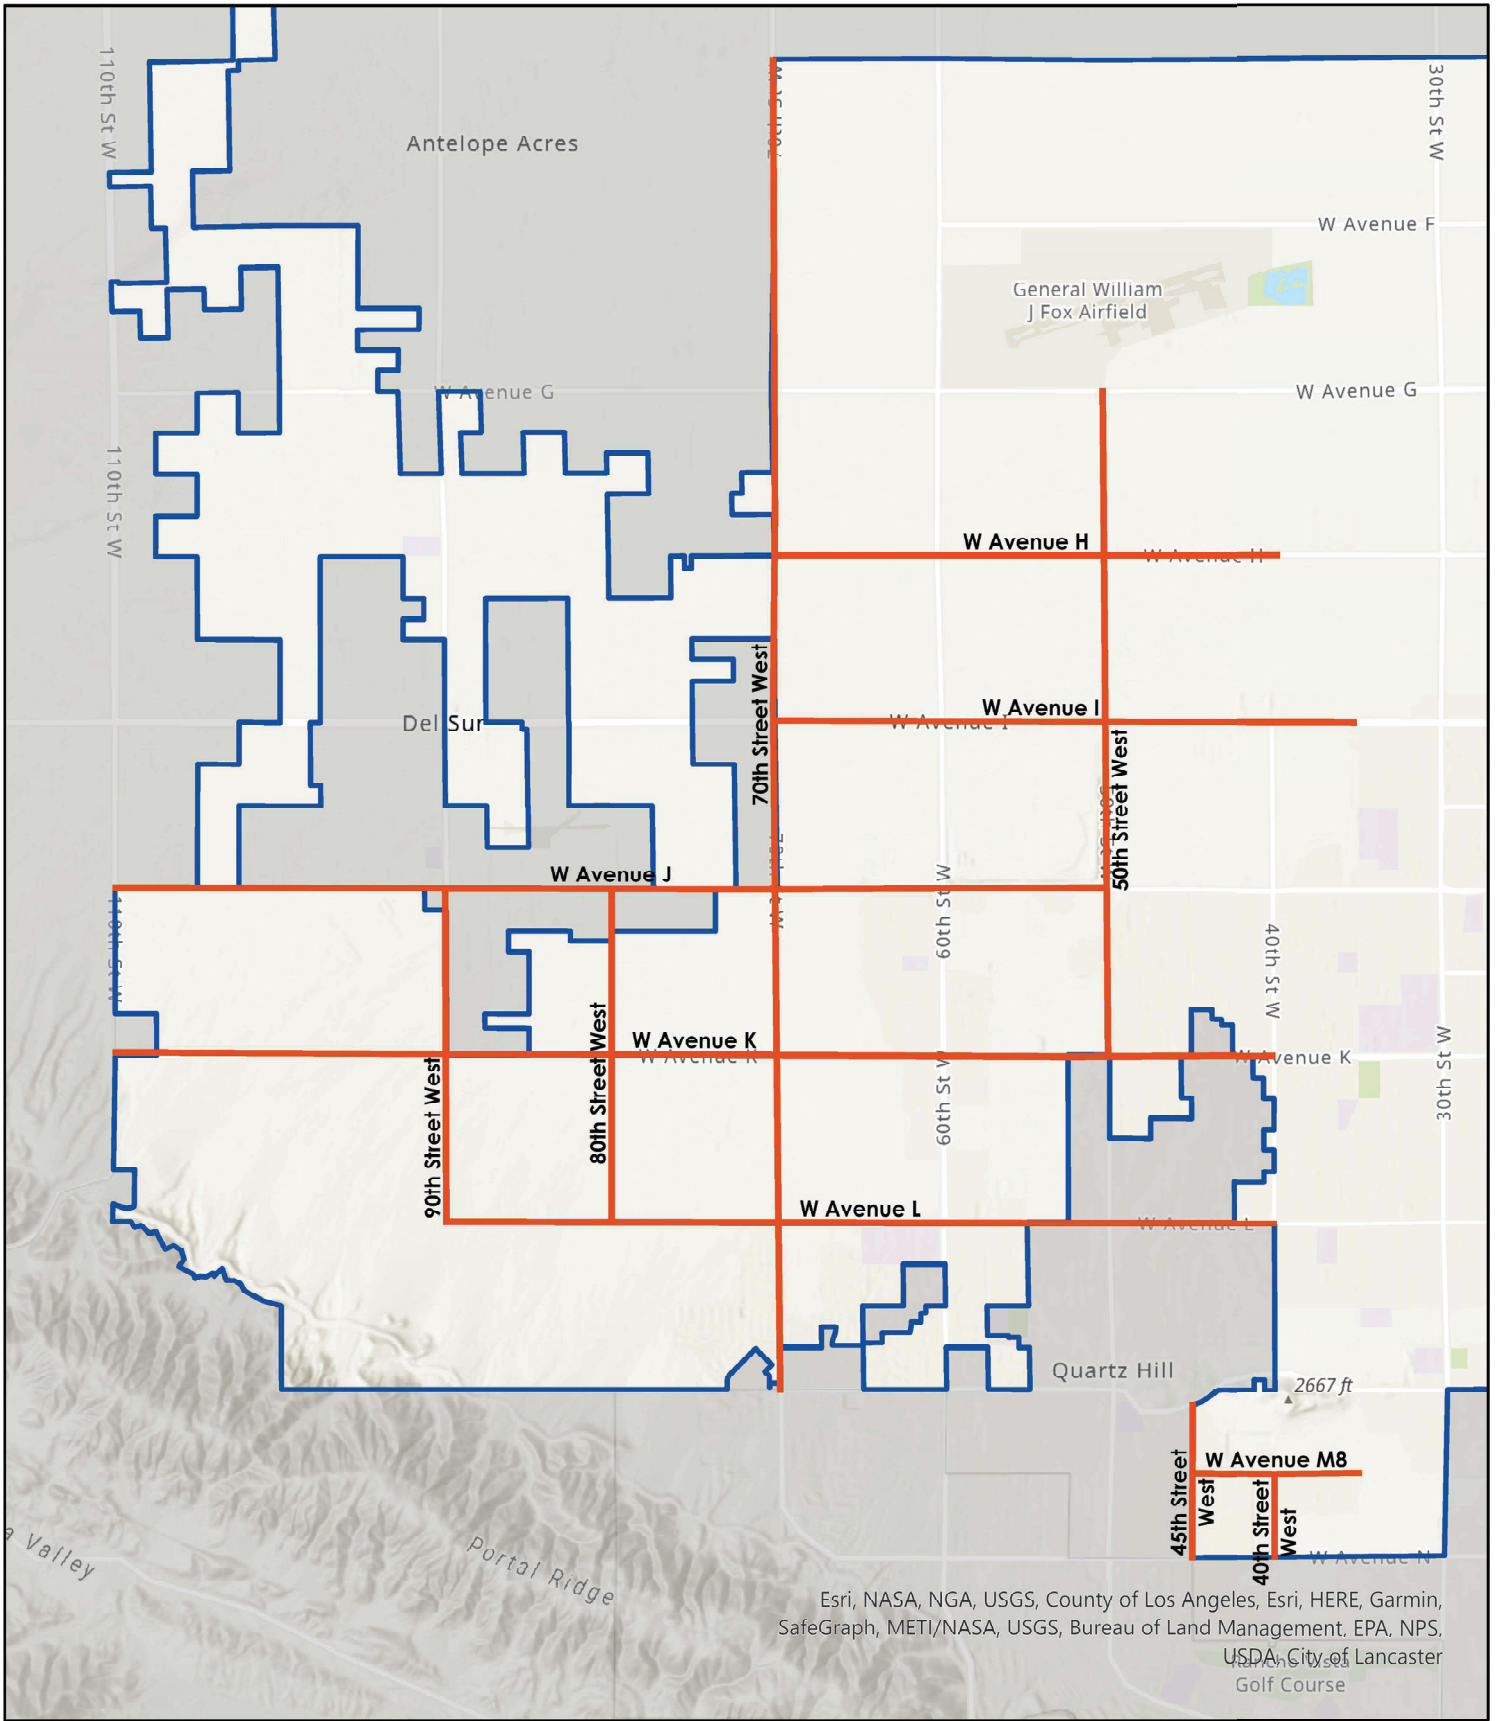 110th St W
30th St W
Antelope Acres
W Avenue F
General William
J Fox Airfield
W Avenue G
W Avenue G
110th St W
W Avenue H
W Avenue H
70th Street West
W Avenue I
W Avenue I
Del Sur
50th Street West
W Avenue J
60th St W
110th St W
40th St W
80th Street West
W Avenue K
W Avenue K
W Avenue K
90th Street West
60th St W
30th St W
W Avenue L
W Avenue L
Quartz Hill
2667 ft
W Avenue M8
45th Street
West
40th Street
West
W Avenue N
a Valley
Portal Ridge
Esri, NASA, NGA, USGS, County of Los Angeles, Esri, HERE, Garmin,
SafeGraph, METI/NASA, USGS, Bureau of Land Management, EPA, NPS,
USDA, City of Lancaster
Rancho Vista
Golf Course